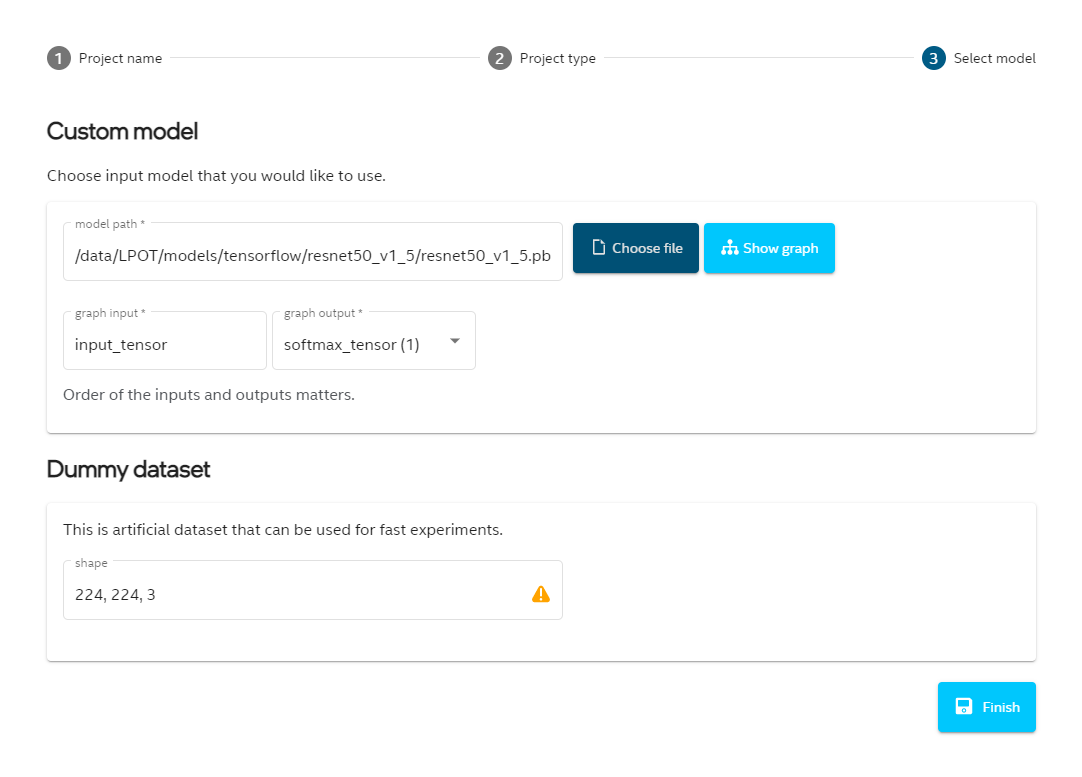 1 Project name
2 Project type
3 Select model
Custom model
Choose input model that you would like to use.
model path *
/data/LPOT/models/tensorflow/resnet50_v1_5/resnet50_v1_5.pb
Choose file
Show graph
graph input *
input_tensor
graph output *
softmax_tensor (1)
Order of the inputs and outputs matters.
Dummy dataset
This is artificial dataset that can be used for fast experiments.
shape
224, 224, 3
Finish